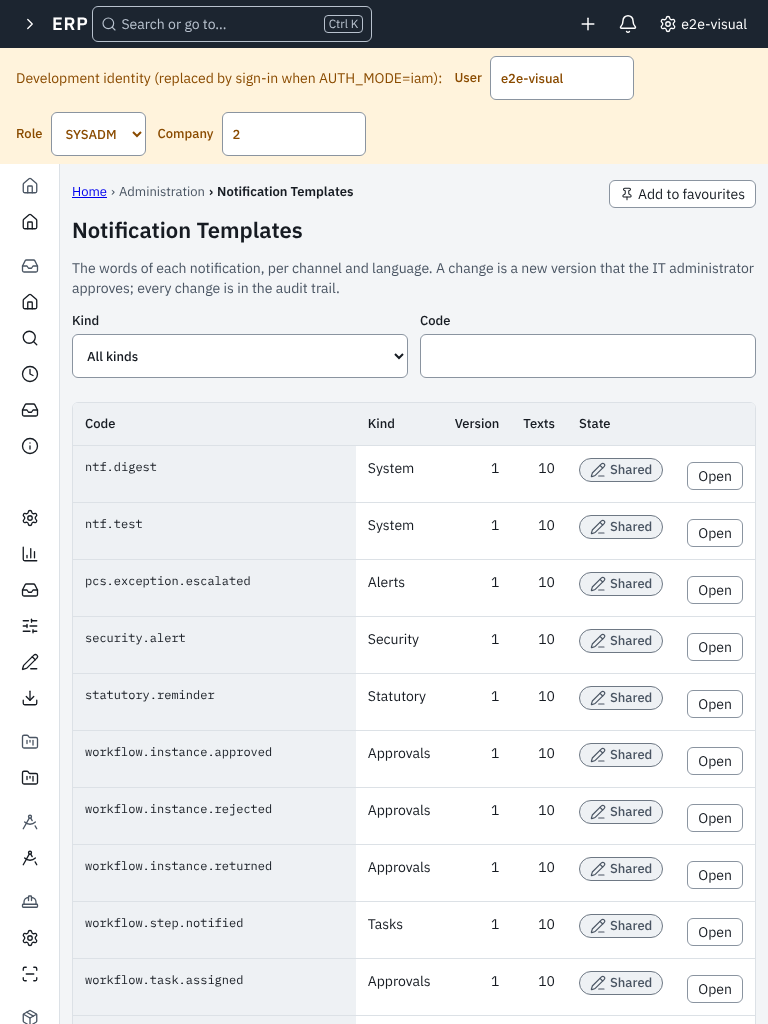 ERP
Search or go to...
Ctrl K
e2e-visual
Development identity (replaced by sign-in when AUTH_MODE=iam): User e2e-visual
Role SYSADM Company 2
Home › Administration › Notification Templates
Add to favourites
Notification Templates
The words of each notification, per channel and language. A change is a new version that the IT administrator
approves; every change is in the audit trail.
Kind Code
All kinds
Code Kind Version Texts State
ntf.digest System 1 10 Shared Open
ntf.test System 1 10 Shared Open
pcs.exception.escalated Alerts 1 10 Shared Open
security.alert Security 1 10 Shared Open
statutory.reminder Statutory 1 10 Shared Open
workflow.instance.approved Approvals 1 10 Shared Open
workflow.instance.rejected Approvals 1 10 Shared Open
workflow.instance.returned Approvals 1 10 Shared Open
workflow.step.notified Tasks 1 10 Shared Open
workflow.task.assigned Approvals 1 10 Shared Open